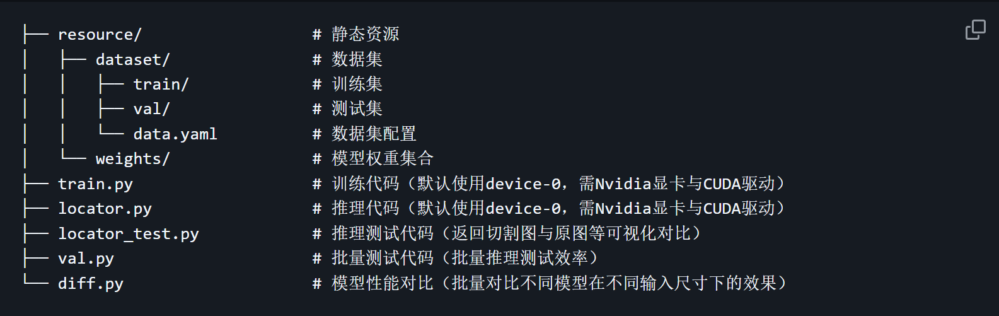 ├── resource/                  # 静态资源
│   ├── dataset/               # 数据集
│   │   ├── train/             # 训练集
│   │   ├── val/               # 测试集
│   │   └── data.yaml          # 数据集配置
│   └── weights/               # 模型权重集合
├── train.py                   # 训练代码（默认使用device-0，需Nvidia显卡与CUDA驱动）
├── locator.py                 # 推理代码（默认使用device-0，需Nvidia显卡与CUDA驱动）
├── locator_test.py            # 推理测试代码（返回切割图与原图等可视化对比）
├── val.py                     # 批量测试代码（批量推理测试效率）
└── diff.py                    # 模型性能对比（批量对比不同模型在不同输入尺寸下的效果）